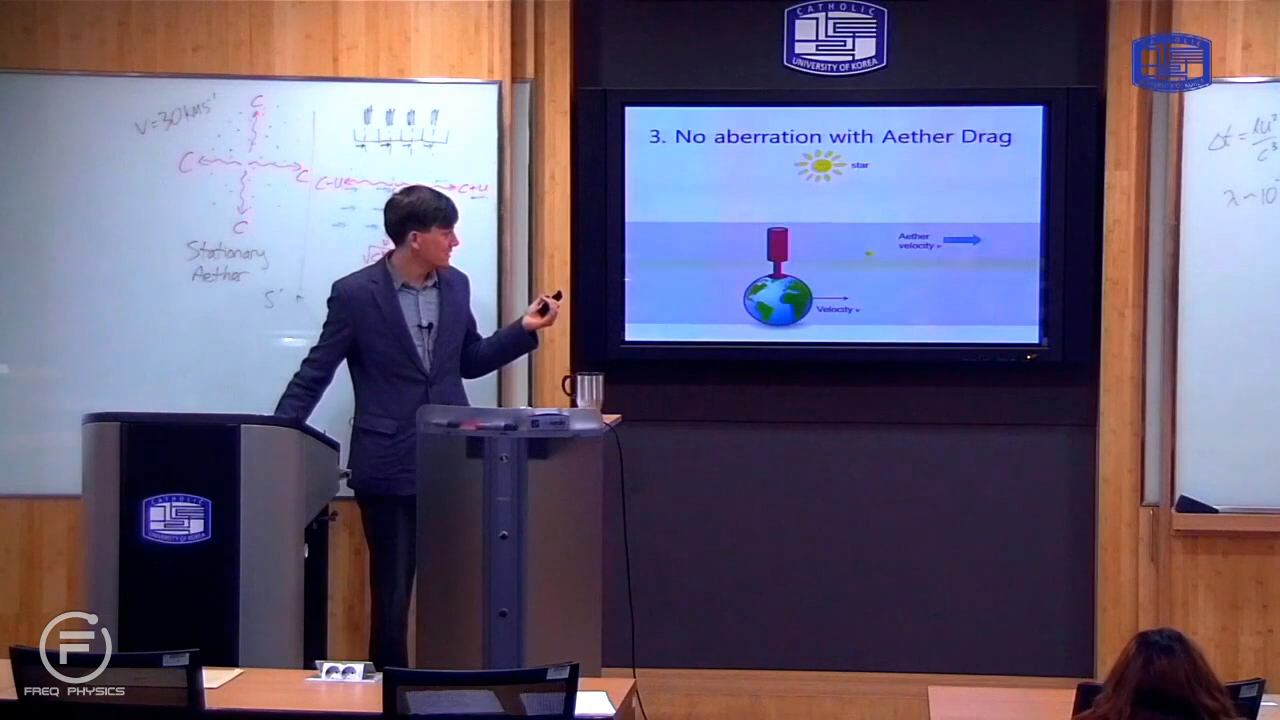 CATHOLIC
UNIVERSITY OF KOREA
V=30kms⁻¹
C
C
C
C
Stationary
Aether
S'
C-U
C+U
3. No aberration with Aether Drag
star
Aether
velocity v
Velocity v
CATHOLIC
UNIVERSITY OF KOREA
F
FREQ PHYSICS